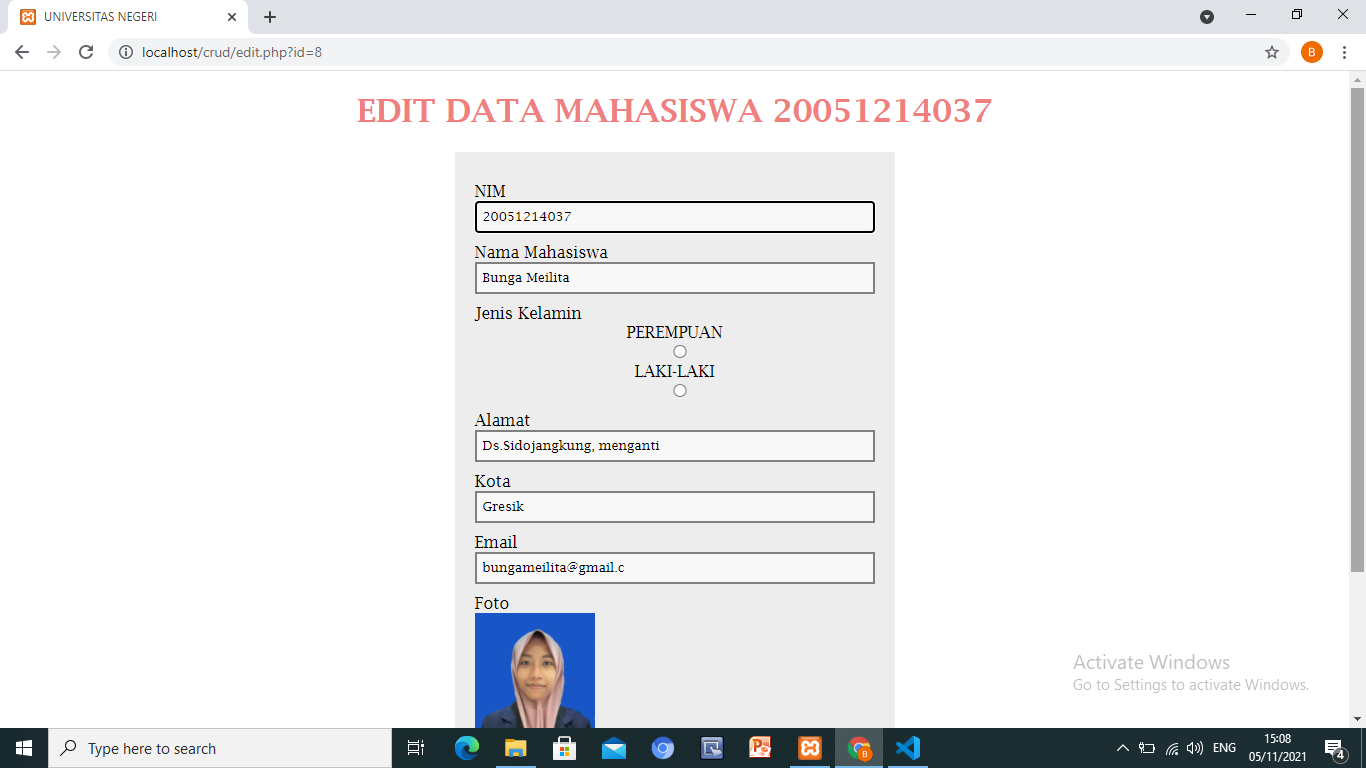 UNIVERSITAS NEGERI
localhost/crud/edit.php?id=8
B
EDIT DATA MAHASISWA 20051214037
NIM
20051214037
Nama Mahasiswa
Bunga Meilita
Jenis Kelamin
PEREMPUAN
LAKI-LAKI
Alamat
Ds.Sidojangkung, menganti
Kota
Gresik
Email
bungameilita@gmail.c
Foto
Activate Windows
Go to Settings to activate Windows.
Type here to search
B
ENG
15:08
05/11/2021
4